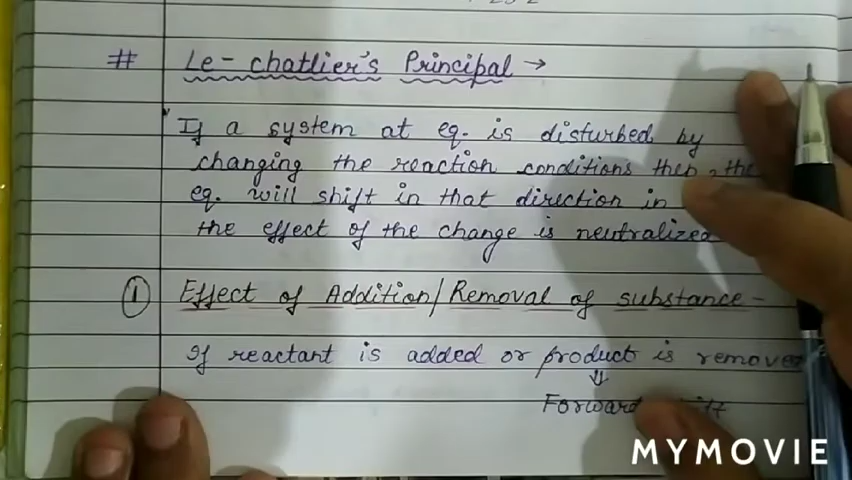 # Le-chatlier's Principal →
If a system at eq. is disturbed by
changing the reaction conditions then, the
eq. will shift in that direction in
the effect of the change is neutralized
① Effect of Addition/Removal of substance -
If reactant is added or product is removed
⇓
Forward
MYMOVIE